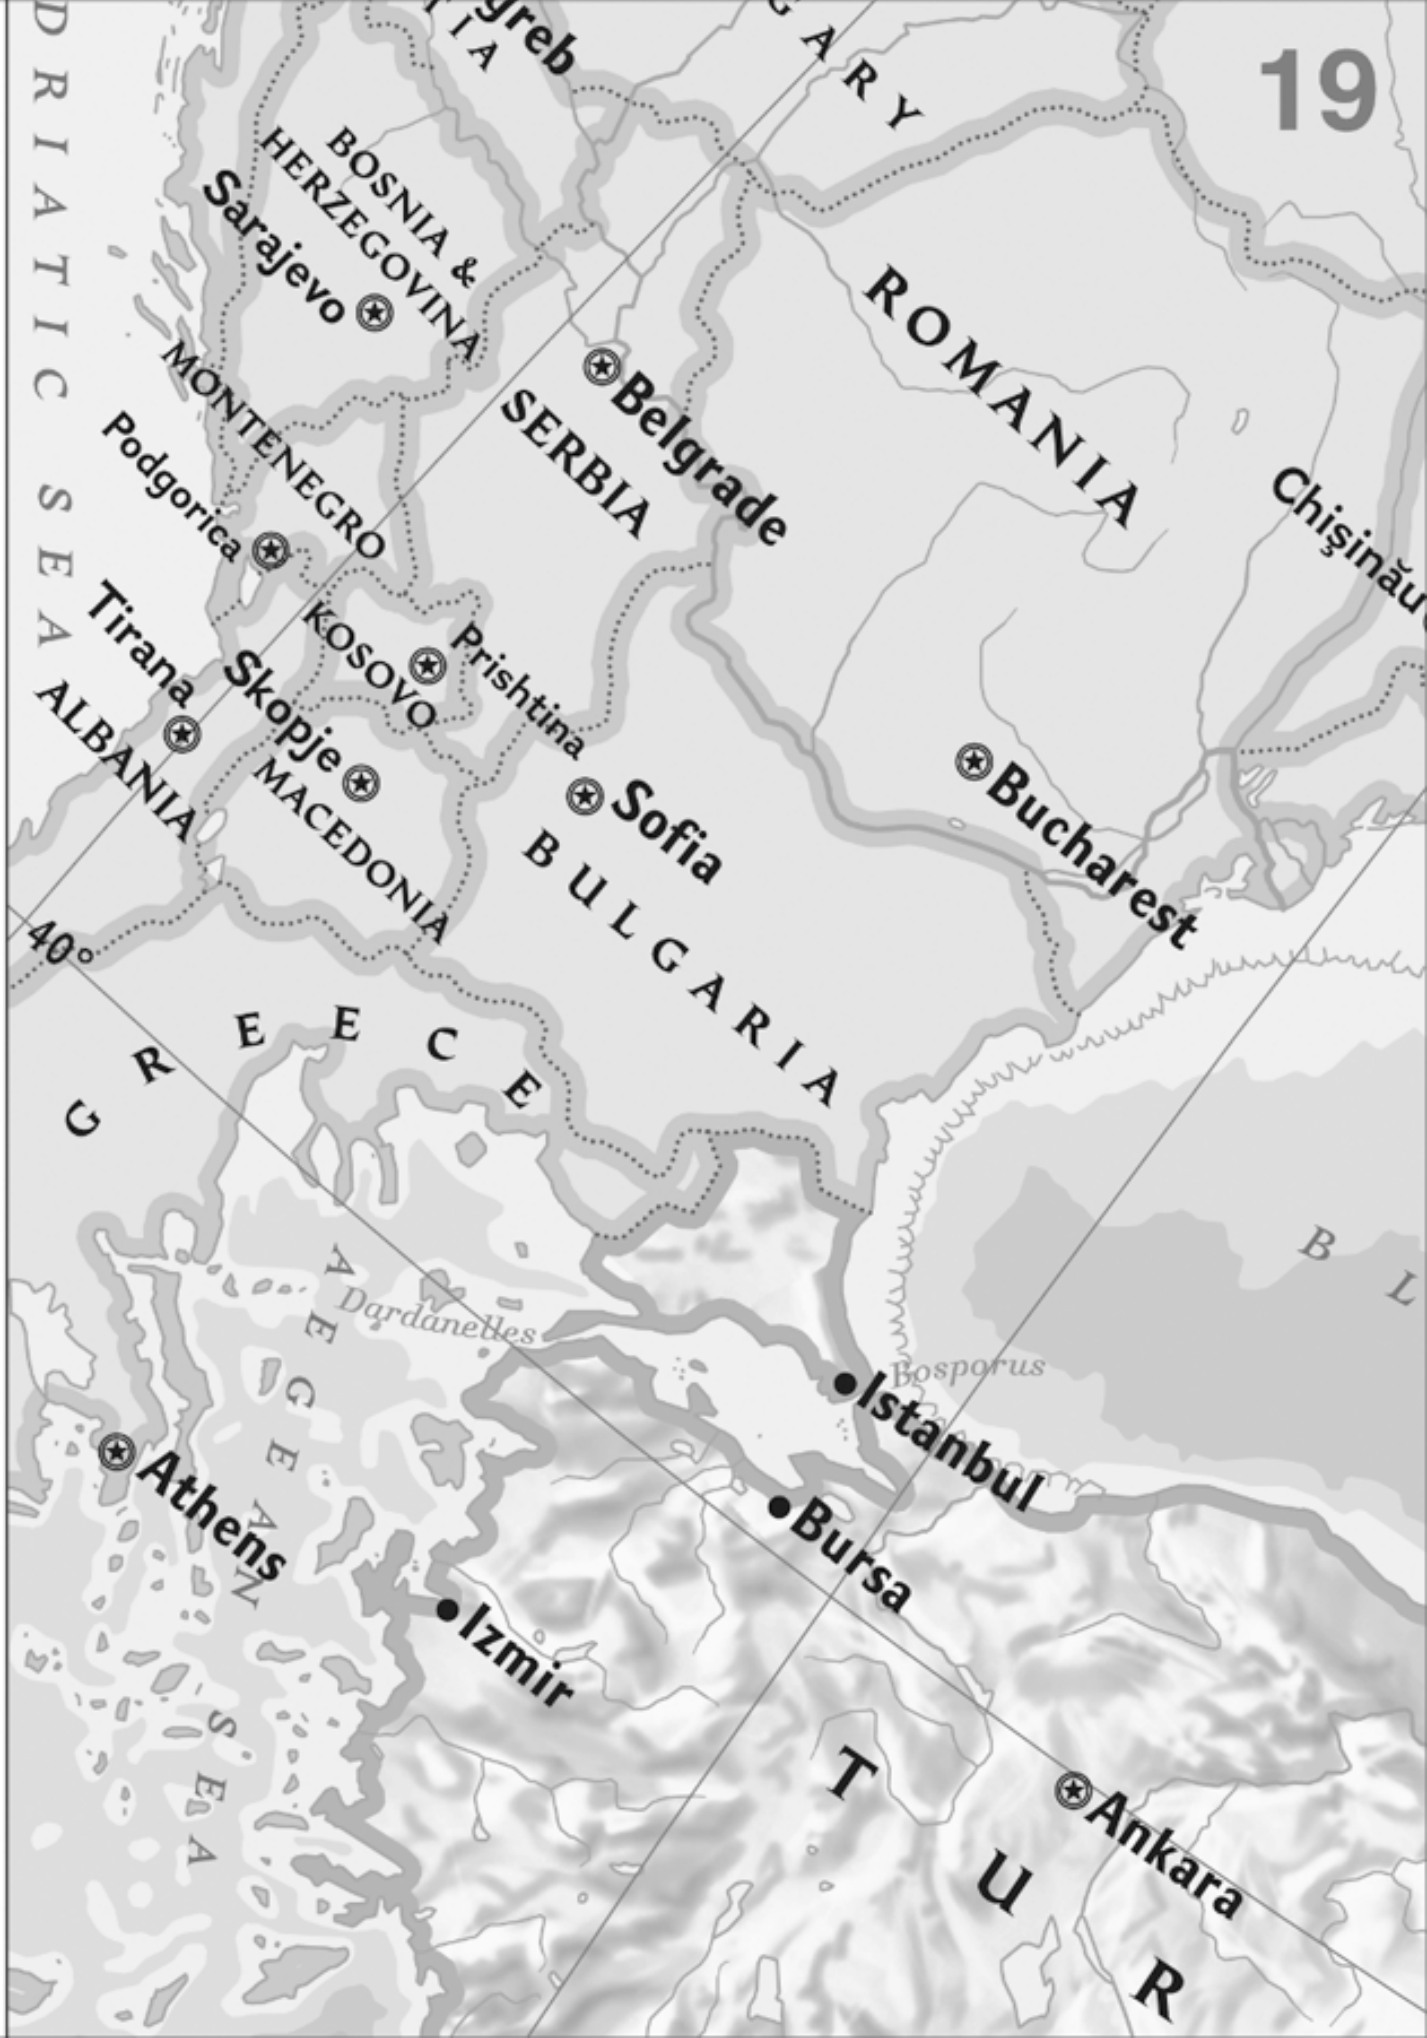 19
GARY
TIA
greb
BOSNIA &
HERZEGOVINA
Sarajevo
ROMANIA
DRIATIC SEA
MONTENEGRO
Belgrade
SERBIA
Podgorica
Chişinău
Tirana
KOSOVO
Prishtina
Skopje
ALBANIA
MACEDONIA
Sofia
Bucharest
BULGARIA
40°
GREECE
BL
AEGEAN SEA
Dardanelles
Bosporus
Istanbul
Athens
Bursa
Izmir
Ankara
TUR